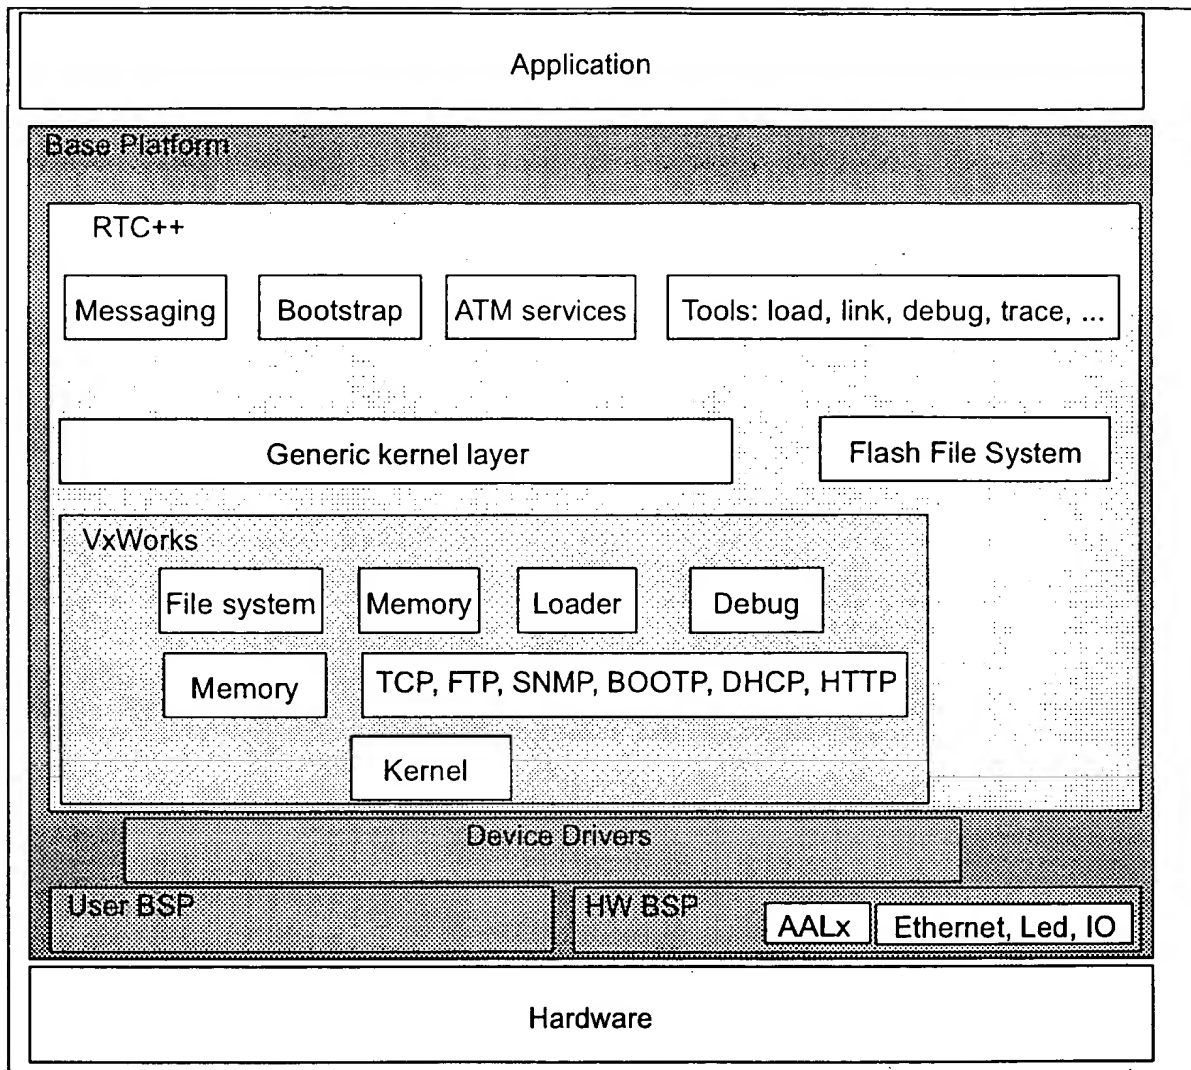 Application
Base Platform
RTC++
Messaging
Bootstrap
ATM services
Tools: load, link, debug, trace, ...
Generic kernel layer
Flash File System
VxWorks
File system
Memory
Loader
Debug
Memory
TCP, FTP, SNMP, BOOTP, DHCP, HTTP
Kernel
Device Drivers
User BSP
HW BSP
AALx
Ethernet, Led, IO
Hardware